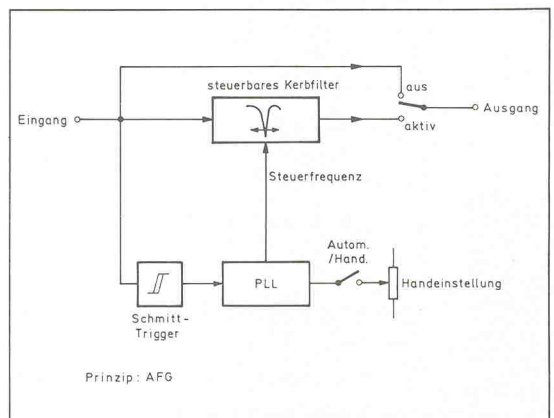 steuerbares Kerbfilter
aus
Eingang
Ausgang
aktiv
Steuerfrequenz
Autom.
/Hand.
PLL
Handeinstellung
Schmitt-
Trigger
Prinzip: AFG